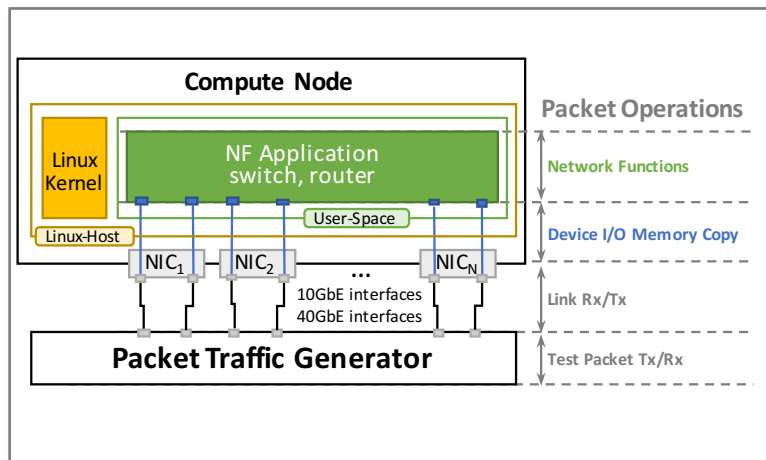 Compute Node
Packet Operations
Linux
Kernel
NF Application
switch, router
Network Functions
User-Space
Linux-Host
Device I/O Memory Copy
NIC1
NIC2
...
NICN
10GbE interfaces
40GbE interfaces
Link Rx/Tx
Packet Traffic Generator
Test Packet Tx/Rx